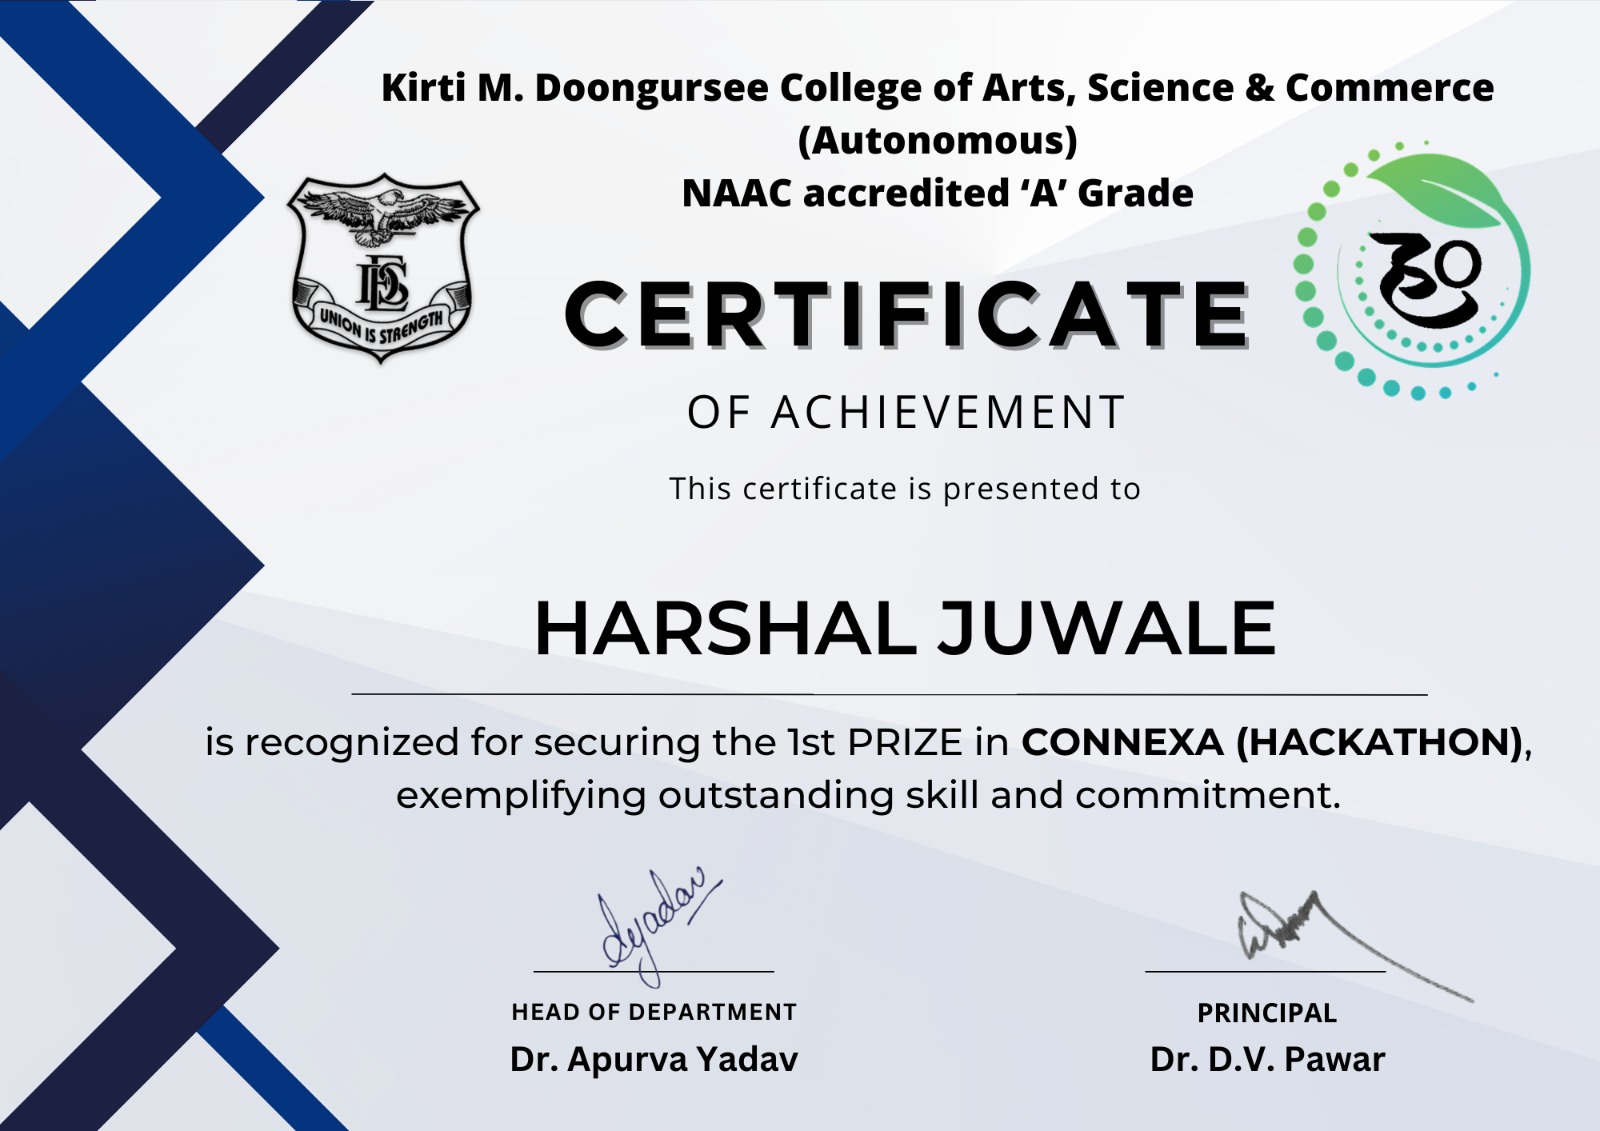 Kirti M. Doongursee College of Arts, Science & Commerce
(Autonomous)
NAAC accredited ‘A’ Grade
DES
UNION IS STRENGTH
CERTIFICATE
OF ACHIEVEMENT
This certificate is presented to
HARSHAL JUWALE
is recognized for securing the 1st PRIZE in CONNEXA (HACKATHON),
exemplifying outstanding skill and commitment.
HEAD OF DEPARTMENT
Dr. Apurva Yadav
PRINCIPAL
Dr. D.V. Pawar